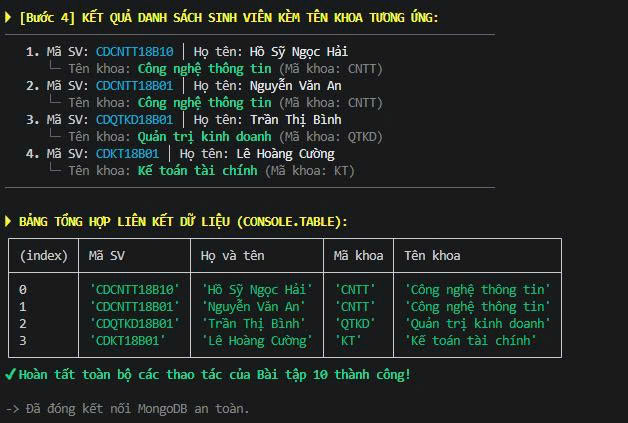 [Bước 4] KẾT QUẢ DANH SÁCH SINH VIÊN KÈM TÊN KHOA TƯƠNG ỨNG:
1. Mã SV: CDCNTT18B10 | Họ tên: Hồ Sỹ Ngọc Hải
└─ Tên khoa: Công nghệ thông tin (Mã khoa: CNTT)
2. Mã SV: CDCNTT18B01 | Họ tên: Nguyễn Văn An
└─ Tên khoa: Công nghệ thông tin (Mã khoa: CNTT)
3. Mã SV: CDQTKD18B01 | Họ tên: Trần Thị Bình
└─ Tên khoa: Quản trị kinh doanh (Mã khoa: QTKD)
4. Mã SV: CDKT18B01 | Họ tên: Lê Hoàng Cường
└─ Tên khoa: Kế toán tài chính (Mã khoa: KT)
BẢNG TỔNG HỢP LIÊN KẾT DỮ LIỆU (CONSOLE.TABLE):
(index) Mã SV Họ và tên Mã khoa Tên khoa
0 'CDCNTT18B10' 'Hồ Sỹ Ngọc Hải' 'CNTT' 'Công nghệ thông tin'
1 'CDCNTT18B01' 'Nguyễn Văn An' 'CNTT' 'Công nghệ thông tin'
2 'CDQTKD18B01' 'Trần Thị Bình' 'QTKD' 'Quản trị kinh doanh'
3 'CDKT18B01' 'Lê Hoàng Cường' 'KT' 'Kế toán tài chính'
✔ Hoàn tất toàn bộ các thao tác của Bài tập 10 thành công!
-> Đã đóng kết nối MongoDB an toàn.